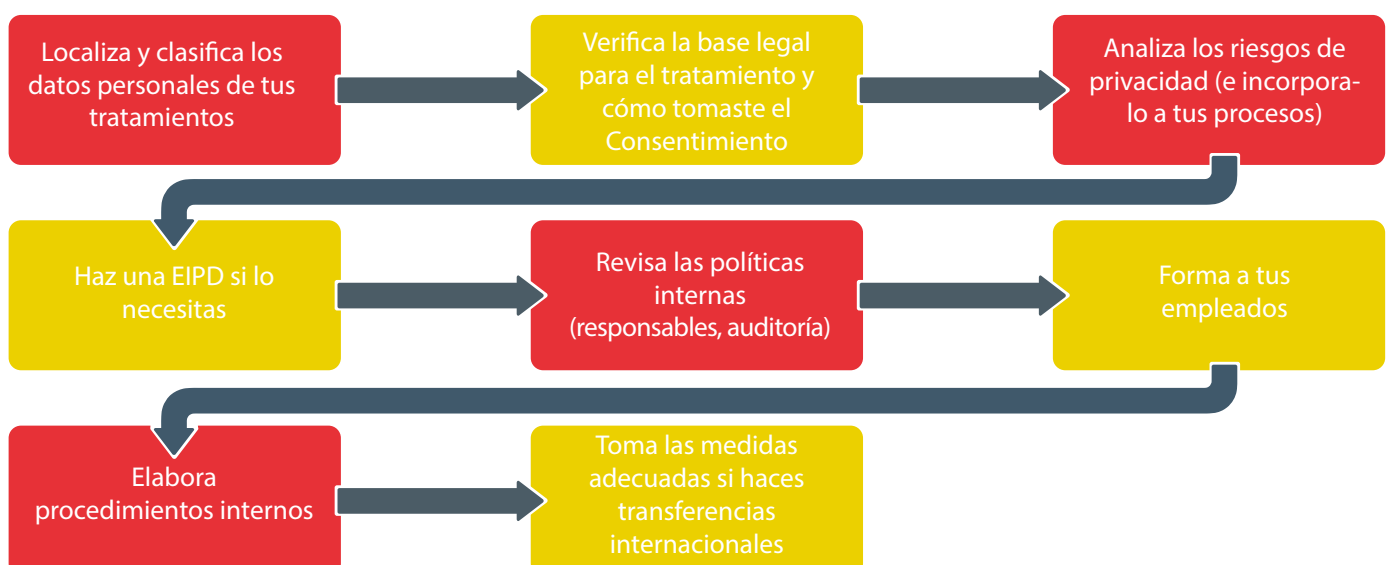 Localiza y clasifica los
datos personales de tus
tratamientos
Verifica la base legal
para el tratamiento y
cómo tomaste el
Consentimiento
Analiza los riesgos de
privacidad (e incorpora-
lo a tus procesos)
Haz una EIPD si lo
necesitas
Revisa las políticas
internas
(responsables, auditoría)
Forma a tus
empleados
Elabora
procedimientos internos
Toma las medidas
adecuadas si haces
transferencias
internacionales